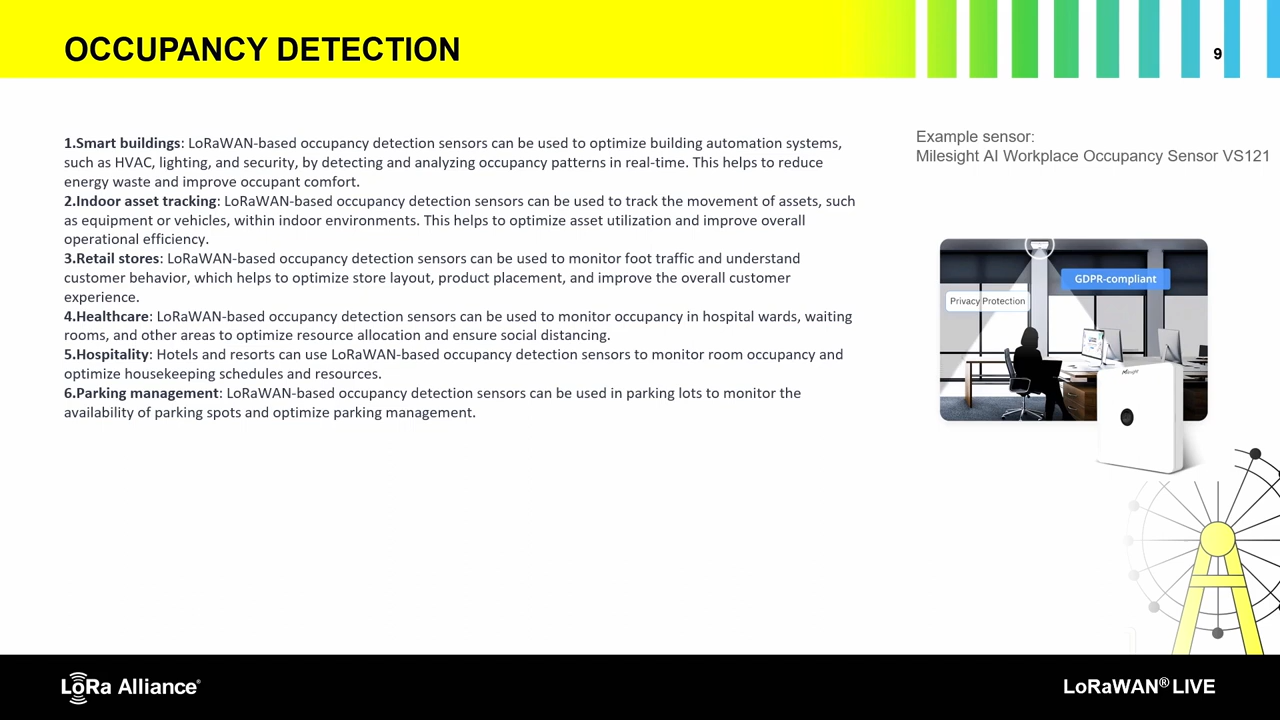 OCCUPANCY DETECTION
9
1.Smart buildings: LoRaWAN-based occupancy detection sensors can be used to optimize building automation systems,
such as HVAC, lighting, and security, by detecting and analyzing occupancy patterns in real-time. This helps to reduce
energy waste and improve occupant comfort.
2.Indoor asset tracking: LoRaWAN-based occupancy detection sensors can be used to track the movement of assets, such
as equipment or vehicles, within indoor environments. This helps to optimize asset utilization and improve overall
operational efficiency.
3.Retail stores: LoRaWAN-based occupancy detection sensors can be used to monitor foot traffic and understand
customer behavior, which helps to optimize store layout, product placement, and improve the overall customer
experience.
4.Healthcare: LoRaWAN-based occupancy detection sensors can be used to monitor occupancy in hospital wards, waiting
rooms, and other areas to optimize resource allocation and ensure social distancing.
5.Hospitality: Hotels and resorts can use LoRaWAN-based occupancy detection sensors to monitor room occupancy and
optimize housekeeping schedules and resources.
6.Parking management: LoRaWAN-based occupancy detection sensors can be used in parking lots to monitor the
availability of parking spots and optimize parking management.
Example sensor:
Milesight AI Workplace Occupancy Sensor VS121
GDPR-compliant
Privacy Protection
Milesight
LoRa Alliance®
LoRaWAN® LIVE